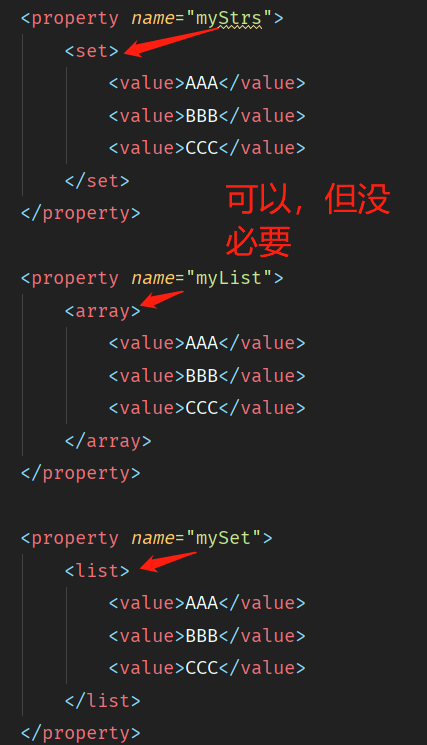 <property name="myStrs">
<set>
<value>AAA</value>
<value>BBB</value>
<value>CCC</value>
</set>
</property>
可以，但没
必要
<property name="myList">
<array>
<value>AAA</value>
<value>BBB</value>
<value>CCC</value>
</array>
</property>
<property name="mySet">
<list>
<value>AAA</value>
<value>BBB</value>
<value>CCC</value>
</list>
</property>